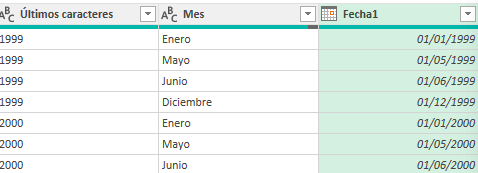 ABC Últimos caracteres ABC Mes Fecha1
1999 Enero 01/01/1999
1999 Mayo 01/05/1999
1999 Junio 01/06/1999
1999 Diciembre 01/12/1999
2000 Enero 01/01/2000
2000 Mayo 01/05/2000
2000 Junio 01/06/2000